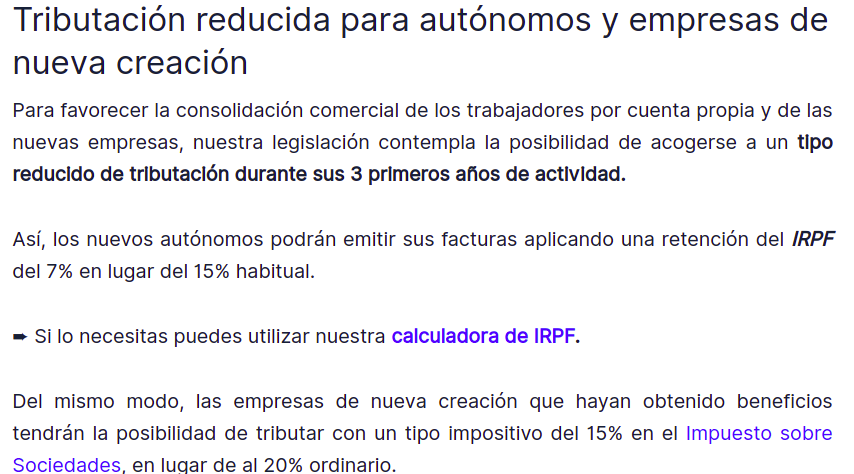 Tributación reducida para autónomos y empresas de
nueva creación
Para favorecer la consolidación comercial de los trabajadores por cuenta propia y de las
nuevas empresas, nuestra legislación contempla la posibilidad de acogerse a un tipo
reducido de tributación durante sus 3 primeros años de actividad.
Así, los nuevos autónomos podrán emitir sus facturas aplicando una retención del IRPF
del 7% en lugar del 15% habitual.
➨ Si lo necesitas puedes utilizar nuestra calculadora de IRPF.
Del mismo modo, las empresas de nueva creación que hayan obtenido beneficios
tendrán la posibilidad de tributar con un tipo impositivo del 15% en el Impuesto sobre
Sociedades, en lugar de al 20% ordinario.